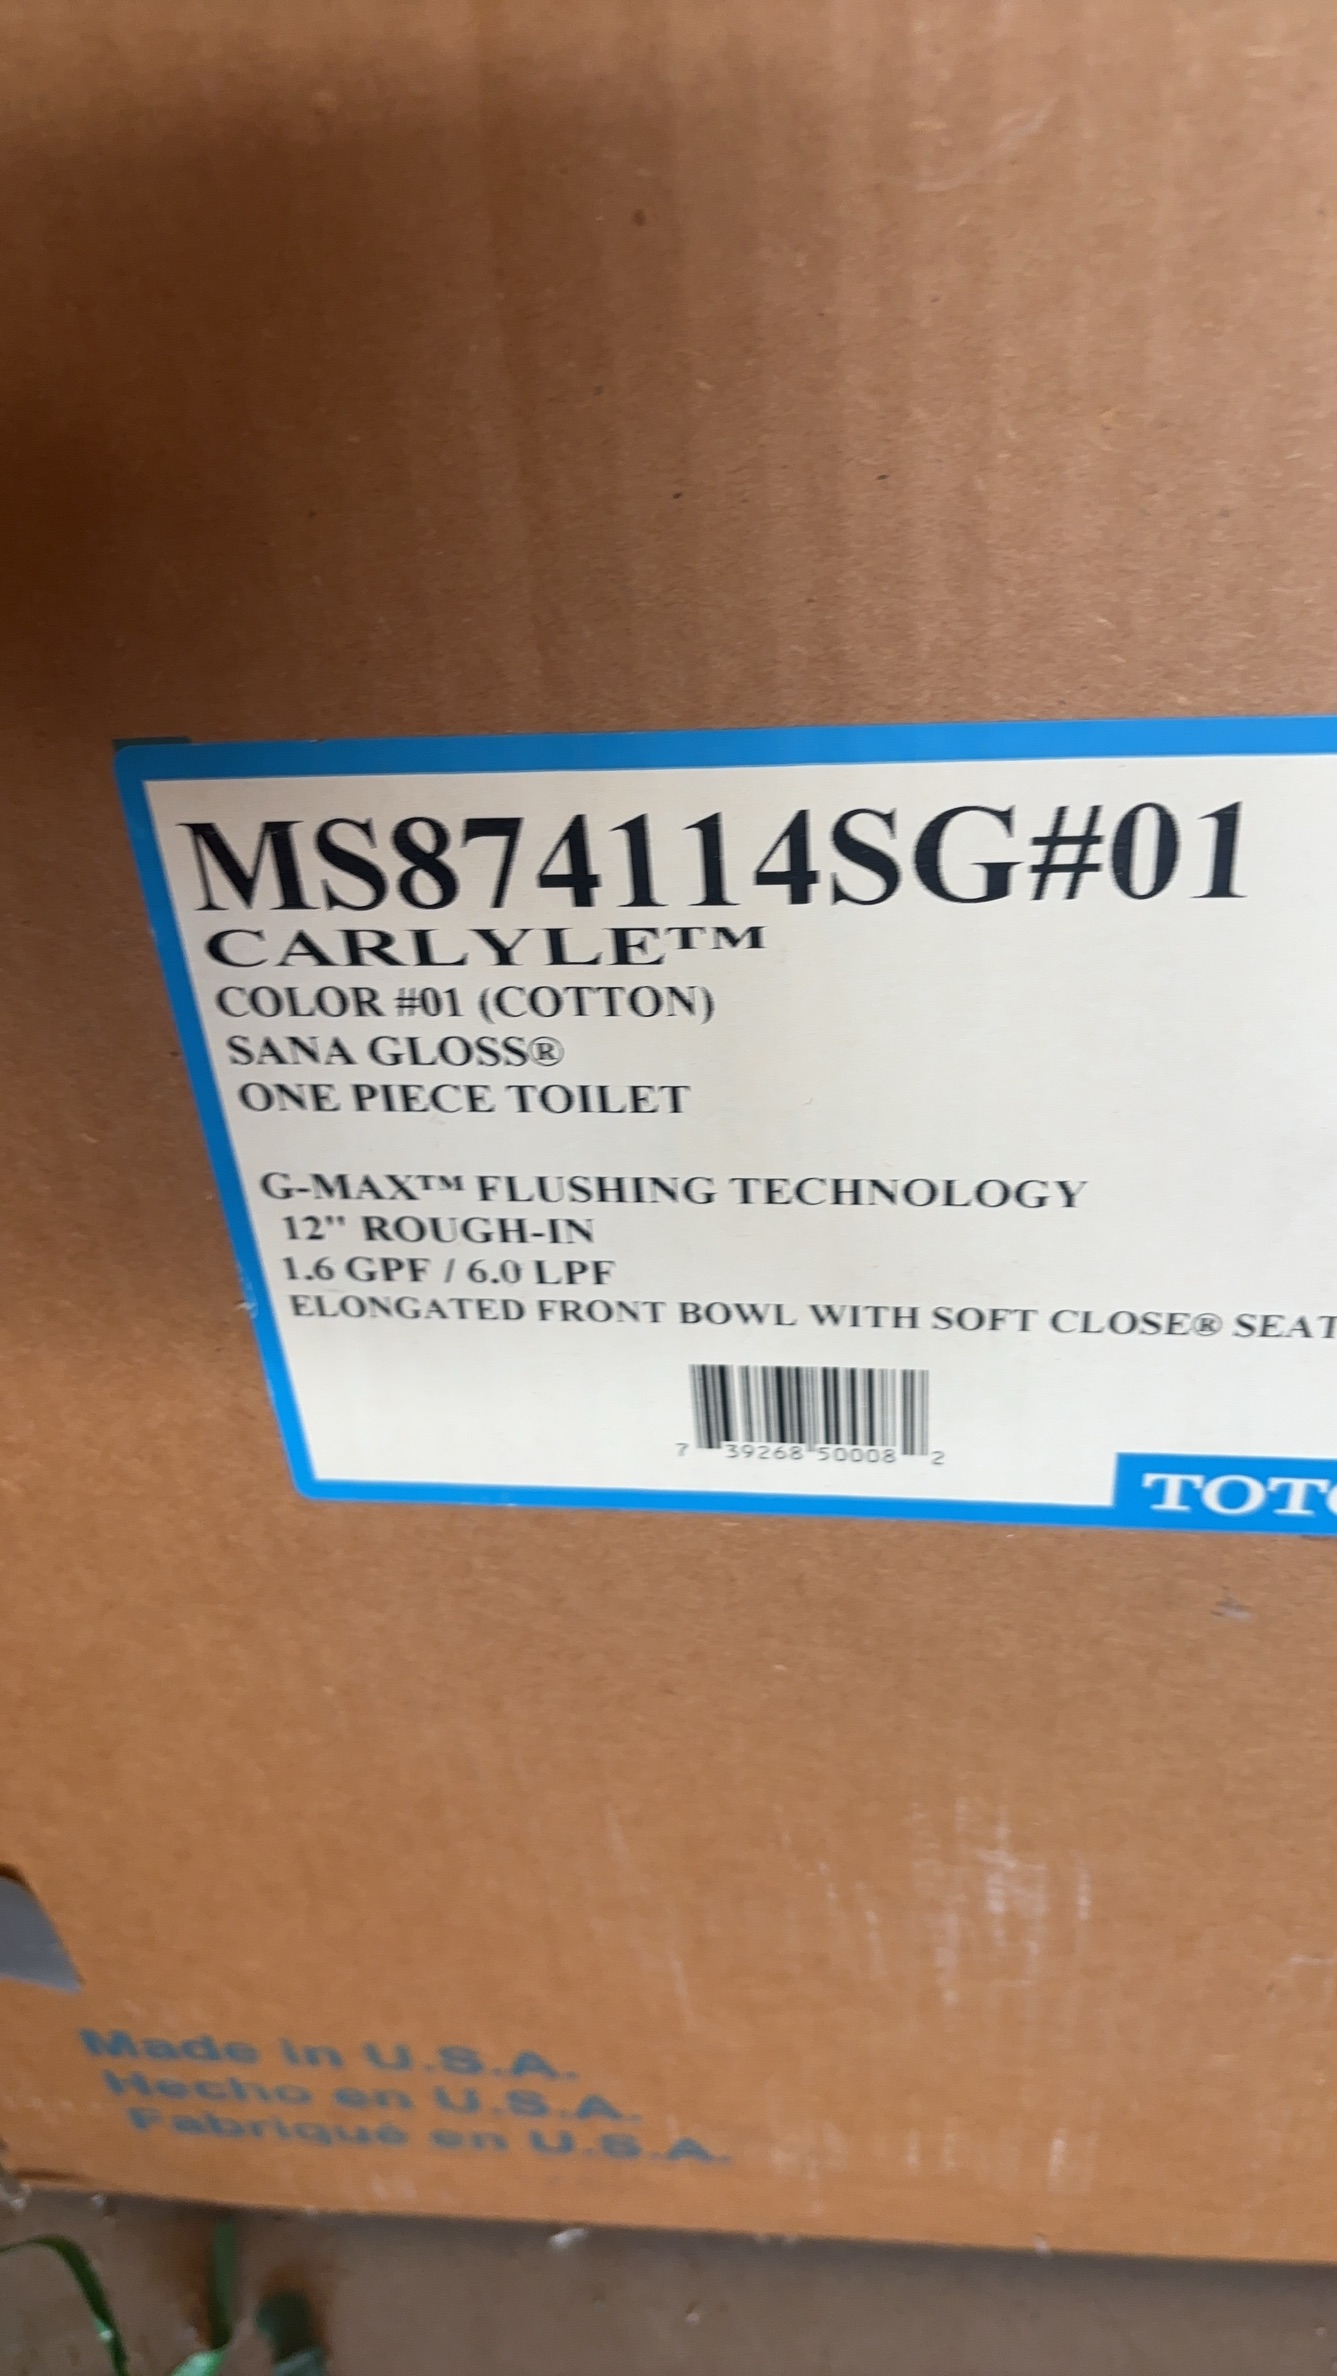 MS874114SG#01
CARLYLE™
COLOR #01 (COTTON)
SANA GLOSS®
ONE PIECE TOILET
G-MAX™ FLUSHING TECHNOLOGY
12" ROUGH-IN
1.6 GPF / 6.0 LPF
ELONGATED FRONT BOWL WITH SOFT CLOSE® SEAT
7 39268 50008 2
TOTO
Made in U.S.A.
Hecho en U.S.A.
Fabriqué en U.S.A.